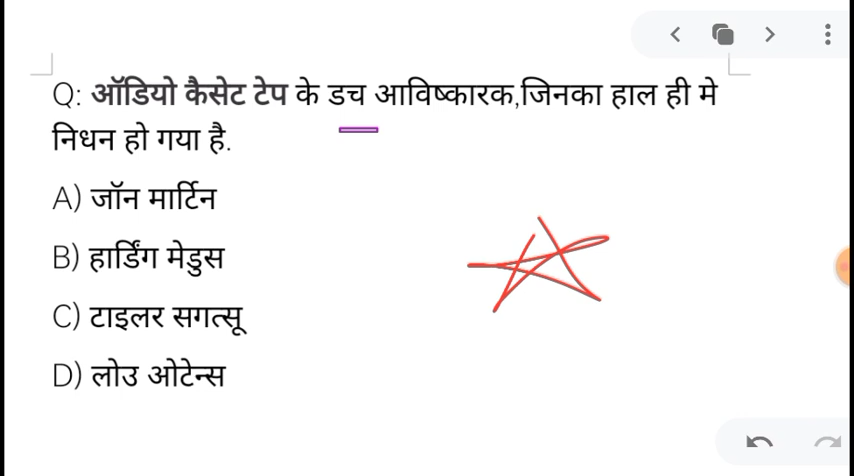 Q: ऑडियो कैसेट टेप के डच आविष्कारक,जिनका हाल ही मे
निधन हो गया है.
A) जॉन मार्टिन
B) हार्डिंग मेडुस
C) टाइलर सगत्सू
D) लोउ ओटेन्स